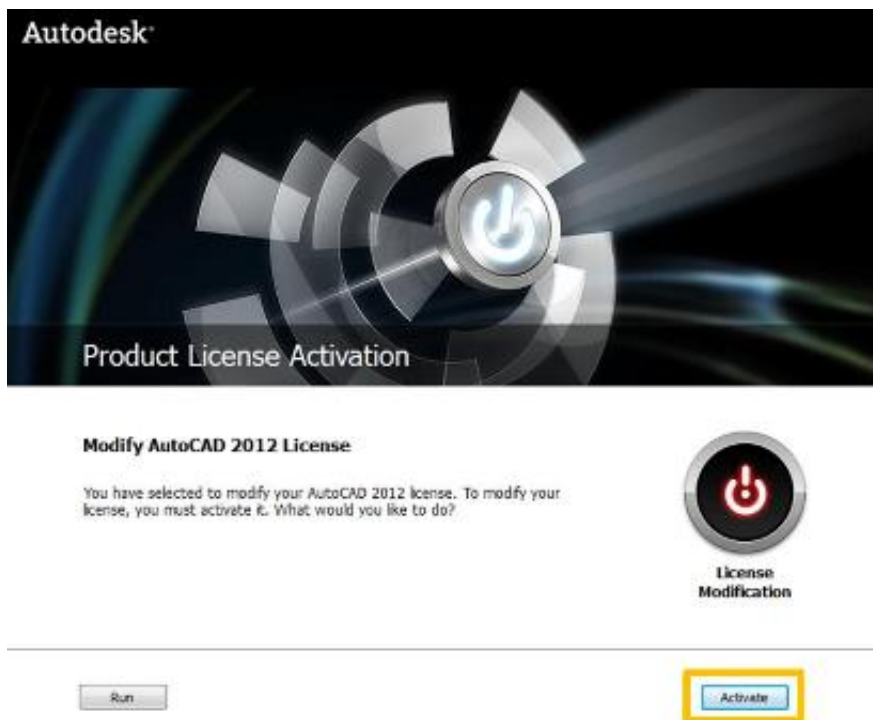 Autodesk
Product License Activation
Modify AutoCAD 2012 License
You have selected to modify your AutoCAD 2012 license. To modify your
license, you must activate it. What would you like to do?
License
Modification
Run
Activate